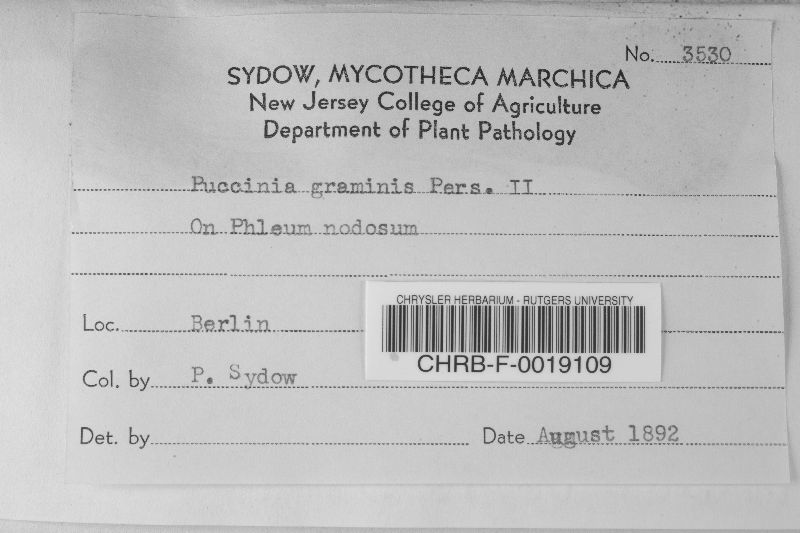 No. 3530
SYDOW, MYCOTHECA MARCHICA
New Jersey College of Agriculture
Department of Plant Pathology
Puccinia graminis Pers. II
On Phleum nodosum
CHRYSLER HERBARIUM - RUTGERS UNIVERSITY
CHRB-F-0019109
Loc. Berlin
Col. by P. Sydow
Det. by Date August 1892